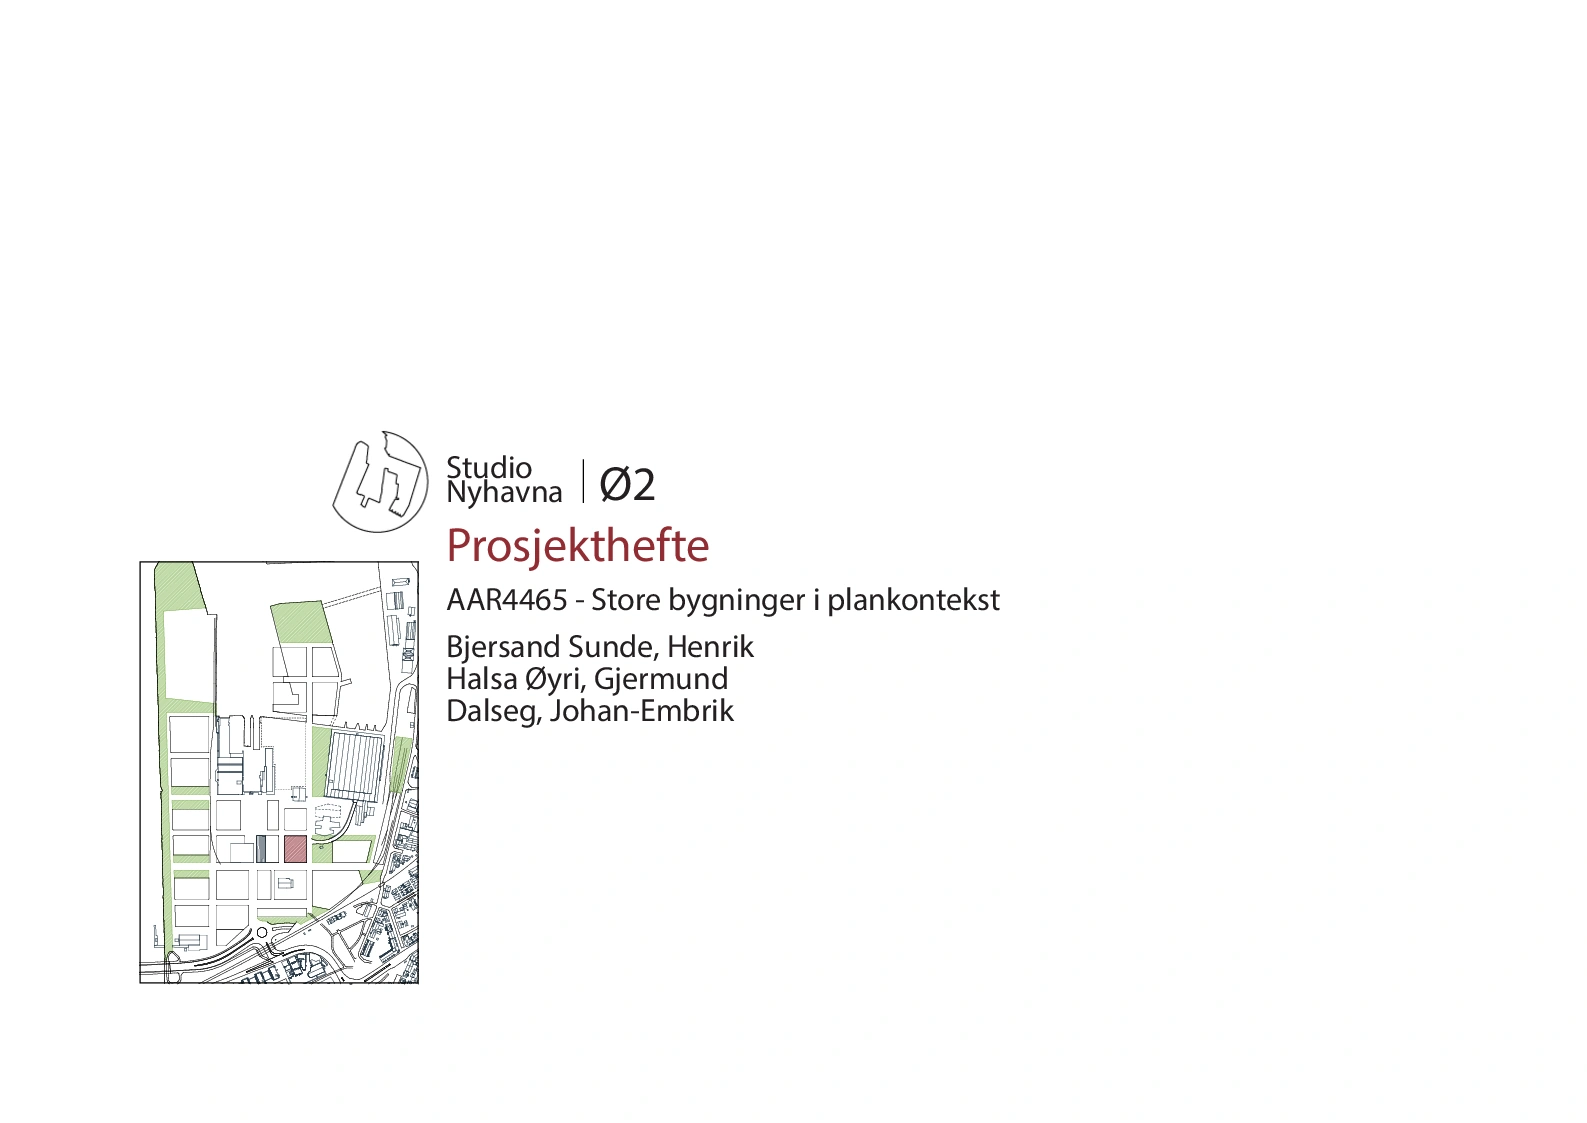 Studio
Nyhavna
Ø2
Prosjekthefte
AAR4465 - Store bygninger i plankontekst
Bjersand Sunde, Henrik
Halsa Øyri, Gjermund
Dalseg, Johan-Embrik